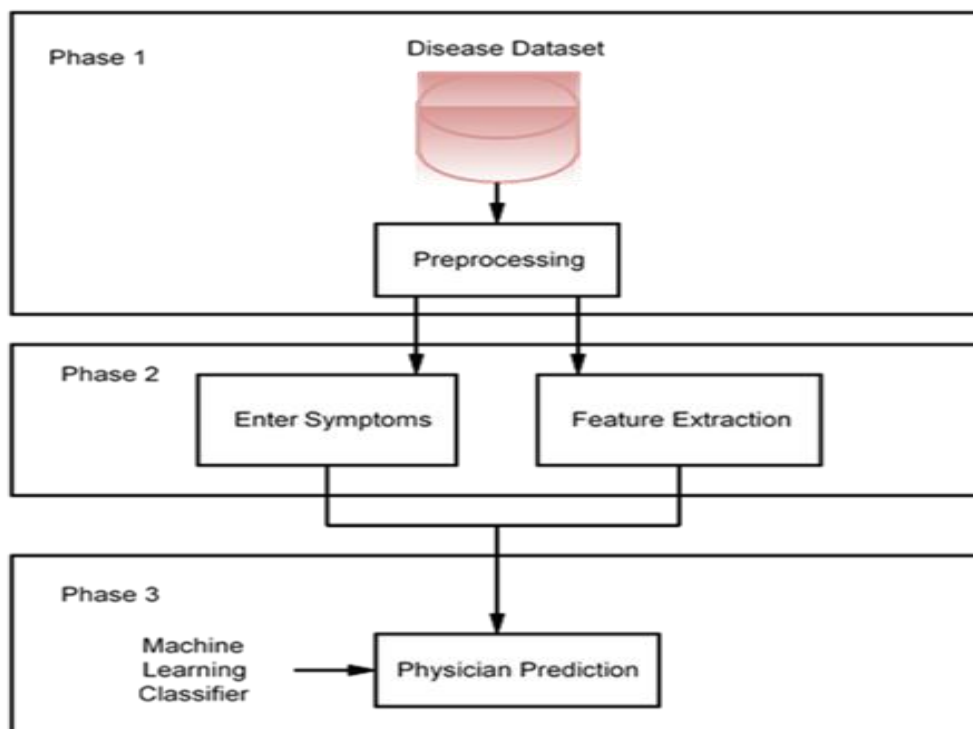 Disease Dataset
Phase 1
Preprocessing
Phase 2
Enter Symptoms
Feature Extraction
Phase 3
Machine
Learning
Classifier
Physician Prediction